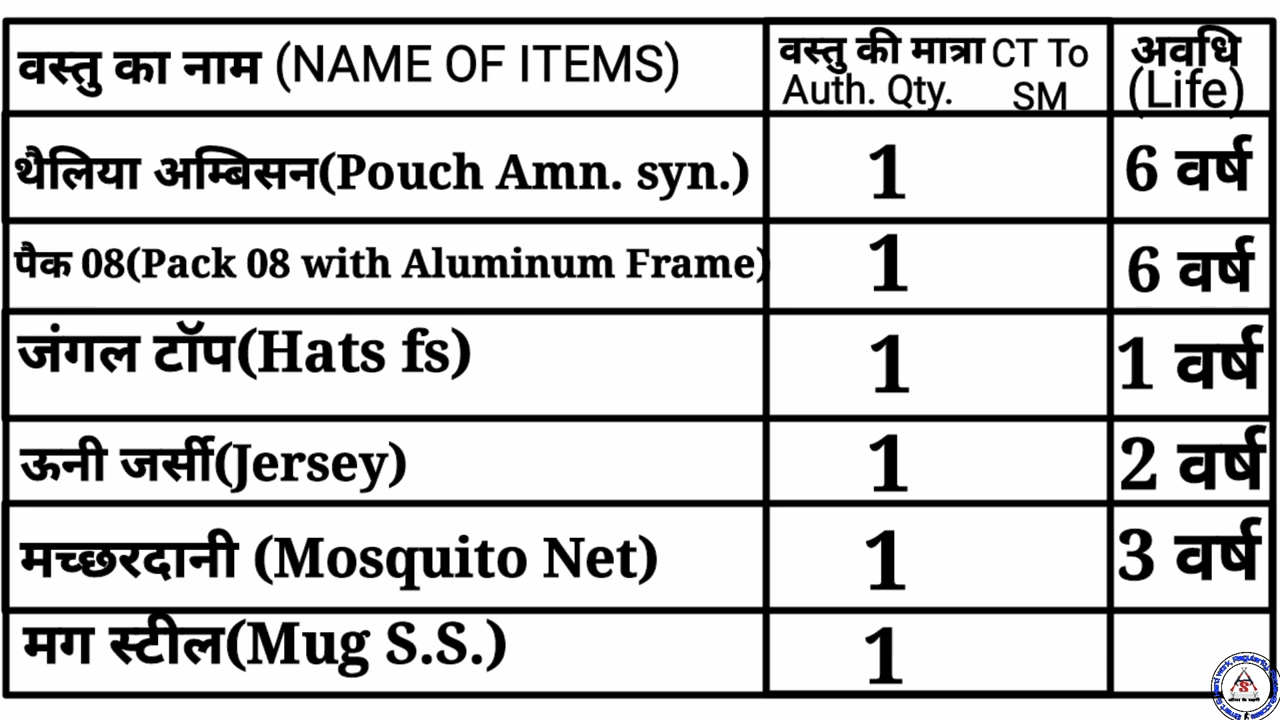 वस्तु का नाम (NAME OF ITEMS)
वस्तु की मात्रा CT To
Auth. Qty. SM
अवधि
(Life)
थैलिया अम्बिसन(Pouch Amn. syn.) 1 6 वर्ष
पैक 08(Pack 08 with Aluminum Frame) 1 6 वर्ष
जंगल टॉप(Hats fs) 1 1 वर्ष
ऊनी जर्सी(Jersey) 1 2 वर्ष
मच्छरदानी (Mosquito Net) 1 3 वर्ष
मग स्टील(Mug S.S.) 1